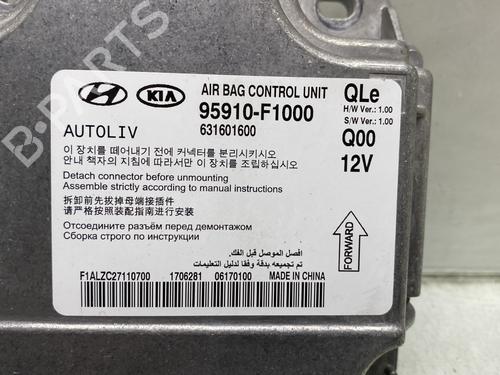 AIR BAG CONTROL UNIT QLe
HYUNDAI KIA 95910-F1000 H/W Ver.: 1.00
S/W Ver.: 1.00
AUTOLIV 631601600 Q00
이 장치를 떼어내기 전에 커넥터를 분리시키시오 12V
안내 책자의 지침에 따라서만 이 장치를 조립하십시오
Detach connector before unmounting
Assemble strictly according to manual instructions
拆卸前先拔掉母端接插件
请严格按照装配指南进行安装
Отсоедините разъём перед демонтажом
Сборка строго по инструкции
FORWARD
افصل الموصل قبل الفك.
تم تجميعه بدقة وفقا لدليل التعليمات
F1ALZC27110700 1706281 06170100 MADE IN CHINA